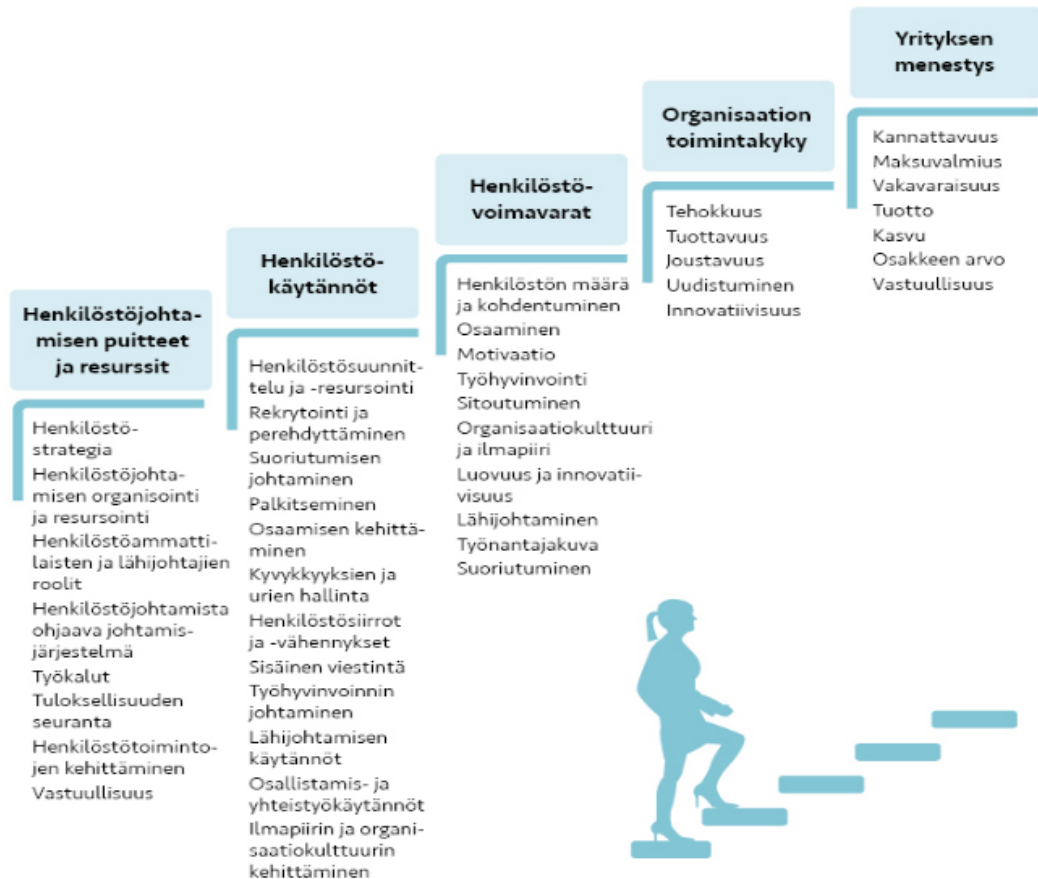 Henkilöstöjohta-
misen puitteet
ja resurssit
Henkilöstö-
strategia
Henkilöstöjohta-
misen organisointi
ja resursointi
Henkilöstöammatti-
laisten ja lähijohtajien
roolit
Henkilöstöjohtamista
ohjaava johtamis-
järjestelmä
Työkalut
Tuloksellisuuden
seuranta
Henkilöstötoiminto-
jen kehittäminen
Vastuullisuus
Henkilöstö-
käytännöt
Henkilöstösuunnit-
telu ja -resursointi
Rekrytointi ja
perehdyttäminen
Suoriutumisen
johtaminen
Palkitseminen
Osaamisen kehittä-
minen
Kyvykkyyksien ja
urien hallinta
Henkilöstösiirrot
ja -vähennykset
Sisäinen viestintä
Työhyvinvoinnin
johtaminen
Lähijohtamisen
käytännöt
Osallistamis- ja
yhteistyökäytännöt
Ilmapiirin ja organi-
saatiokulttuurin
kehittäminen
Henkilöstö-
voimavarat
Henkilöstön määrä
ja kohdentuminen
Osaaminen
Motivaatio
Työhyvinvointi
Sitoutuminen
Organisaatiokulttuuri
ja ilmapiiri
Luovuus ja innovatii-
visuus
Lähijohtaminen
Työnantajakuva
Suoriutuminen
Organisaation
toimintakyky
Tehokkuus
Tuottavuus
Joustavuus
Uudistuminen
Innovatiivisuus
Yrityksen
menestys
Kannattavuus
Maksuvalmius
Vakavaraisuus
Tuotto
Kasvu
Osakkeen arvo
Vastuullisuus